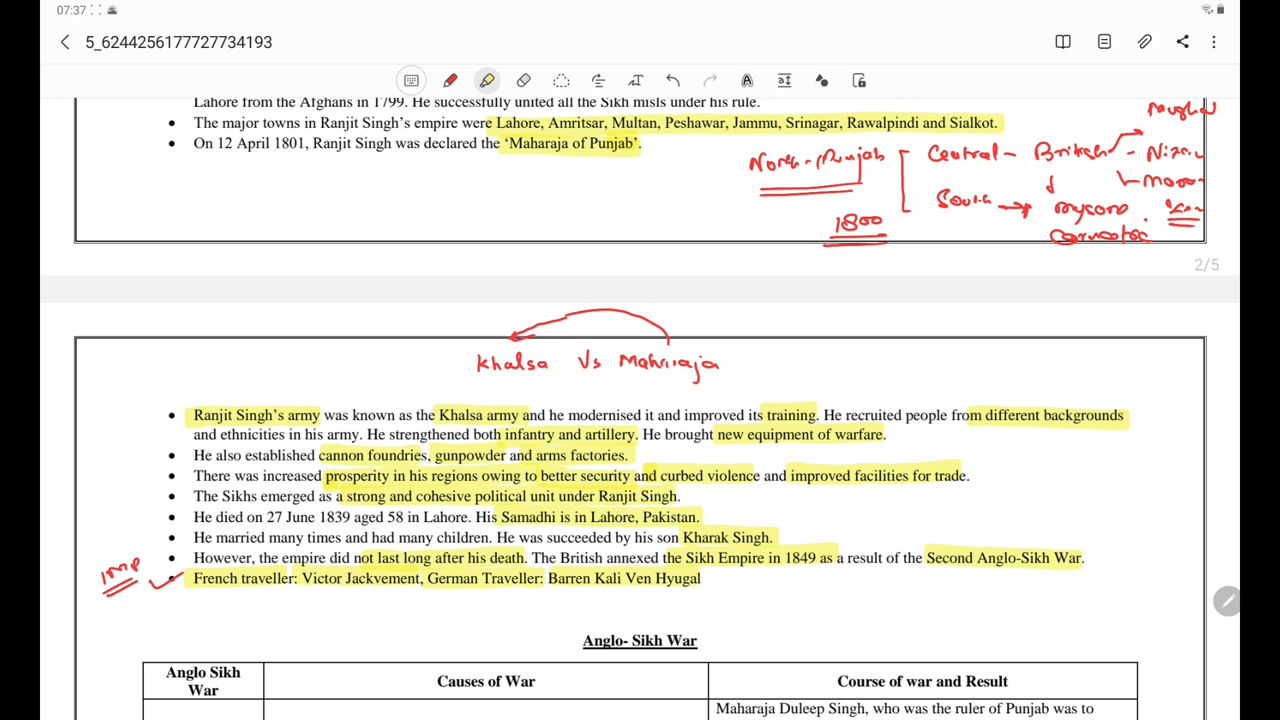 07:37
5_6244256177727734193
Lahore from the Afghans in 1799. He successfully united all the Sikh misls under his rule.
• The major towns in Ranjit Singh's empire were Lahore, Amritsar, Multan, Peshawar, Jammu, Srinagar, Rawalpindi and Sialkot.
• On 12 April 1801, Ranjit Singh was declared the 'Maharaja of Punjab'.
North - Punjab
Central - British -
South → mysore
1800
2/5
Khalsa Vs Mahraja
• Ranjit Singh's army was known as the Khalsa army and he modernised it and improved its training. He recruited people from different backgrounds
and ethnicities in his army. He strengthened both infantry and artillery. He brought new equipment of warfare.
• He also established cannon foundries, gunpowder and arms factories.
• There was increased prosperity in his regions owing to better security and curbed violence and improved facilities for trade.
• The Sikhs emerged as a strong and cohesive political unit under Ranjit Singh.
• He died on 27 June 1839 aged 58 in Lahore. His Samadhi is in Lahore, Pakistan.
• He married many times and had many children. He was succeeded by his son Kharak Singh.
• However, the empire did not last long after his death. The British annexed the Sikh Empire in 1849 as a result of the Second Anglo-Sikh War.
Imp
• French traveller: Victor Jackvement, German Traveller: Barren Kali Ven Hyugal
Anglo- Sikh War
Anglo Sikh
War
Causes of War
Course of war and Result
Maharaja Duleep Singh, who was the ruler of Punjab was to